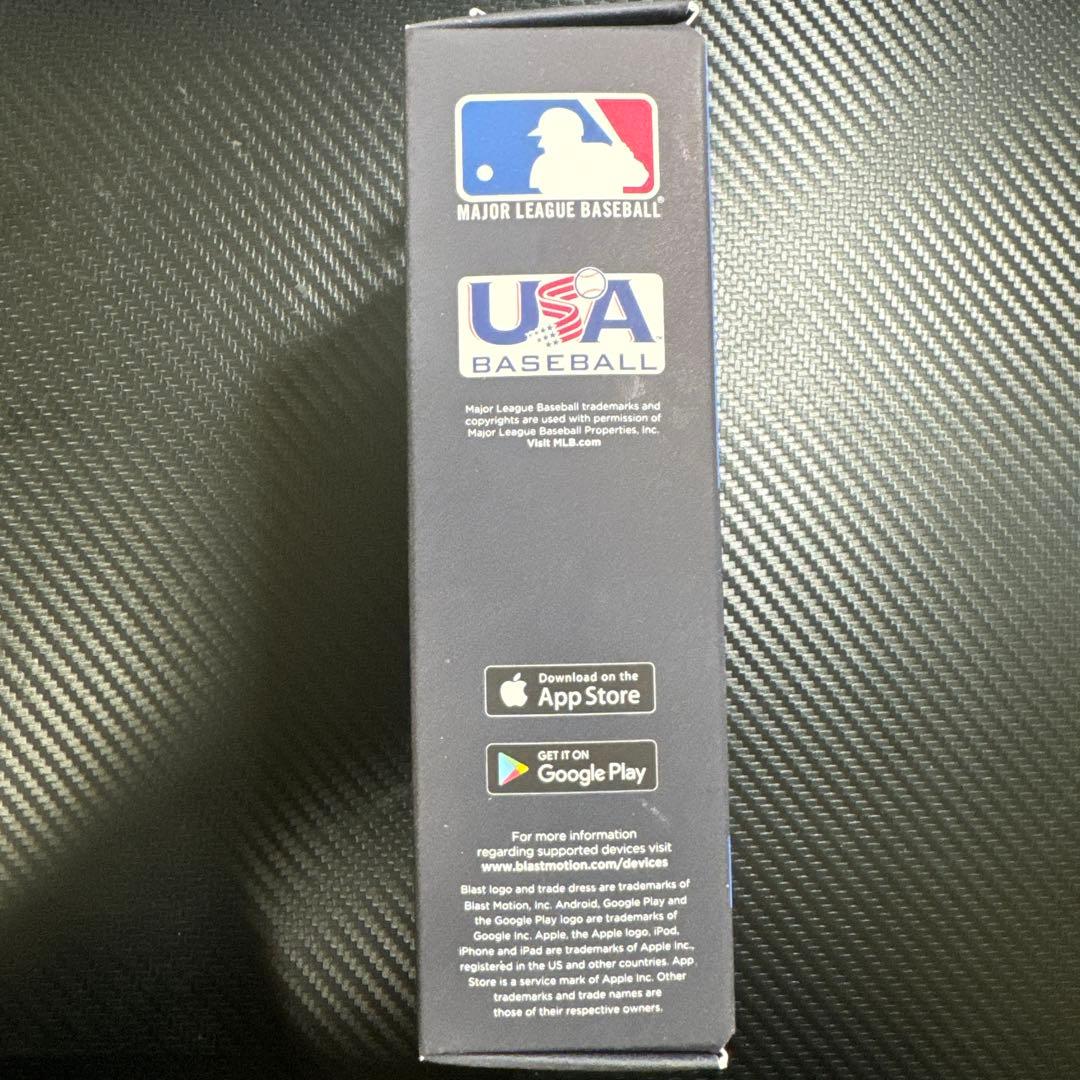 MAJOR LEAGUE BASEBALL®
USA
BASEBALL
Major League Baseball trademarks and
copyrights are used with permission of
Major League Baseball Properties, Inc.
Visit MLB.com
Download on the
App Store
GET IT ON
Google Play
For more information
regarding supported devices visit
www.blastmotion.com/devices
Blast logo and trade dress are trademarks of
Blast Motion, Inc. Android, Google Play and
the Google Play logo are trademarks of
Google Inc. Apple, the Apple logo, iPod,
iPhone and iPad are trademarks of Apple Inc.,
registered in the US and other countries. App
Store is a service mark of Apple Inc. Other
trademarks and trade names are
those of their respective owners.